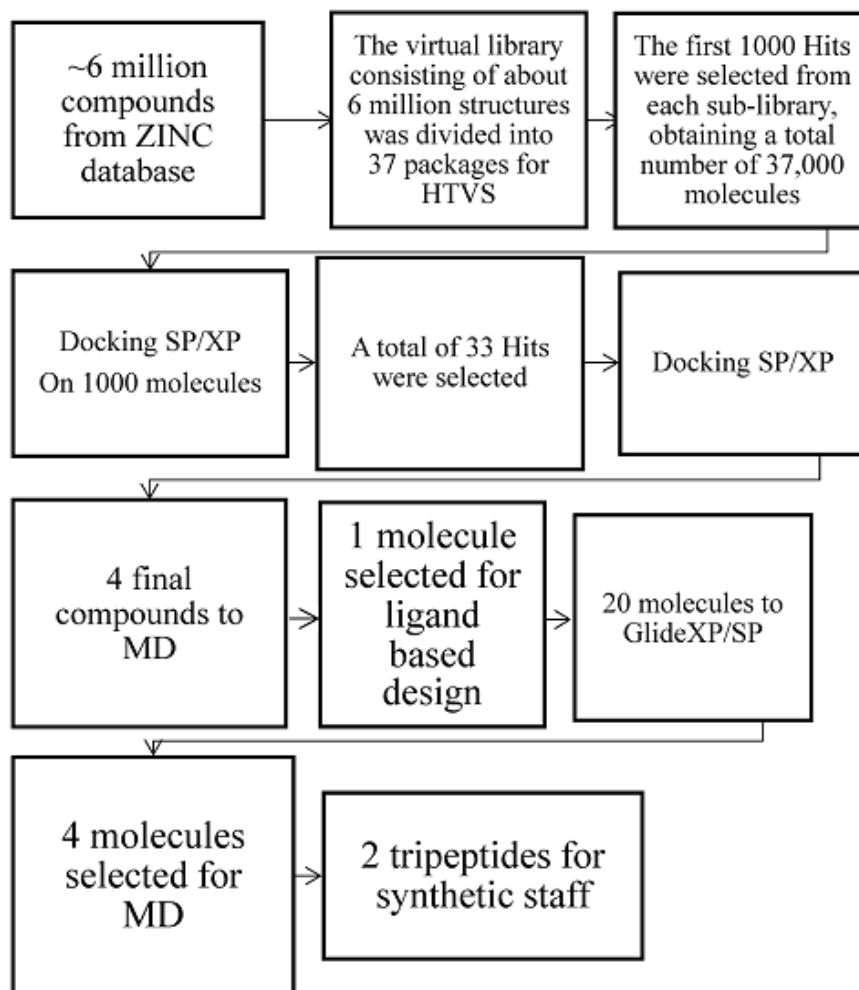 ~6 million
compounds
from ZINC
database
The virtual library
consisting of about
6 million structures
was divided into
37 packages for
HTVS
The first 1000 Hits
were selected from
each sub-library,
obtaining a total
number of 37,000
molecules
Docking SP/XP
On 1000 molecules
A total of 33 Hits
were selected
Docking SP/XP
4 final
compounds to
MD
1 molecule
selected for
ligand
based
design
20 molecules to
GlideXP/SP
4 molecules
selected for
MD
2 tripeptides for
synthetic staff